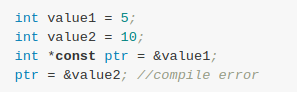 int value1 = 5;
int value2 = 10;
int *const ptr = &value1;
ptr = &value2; //compile error